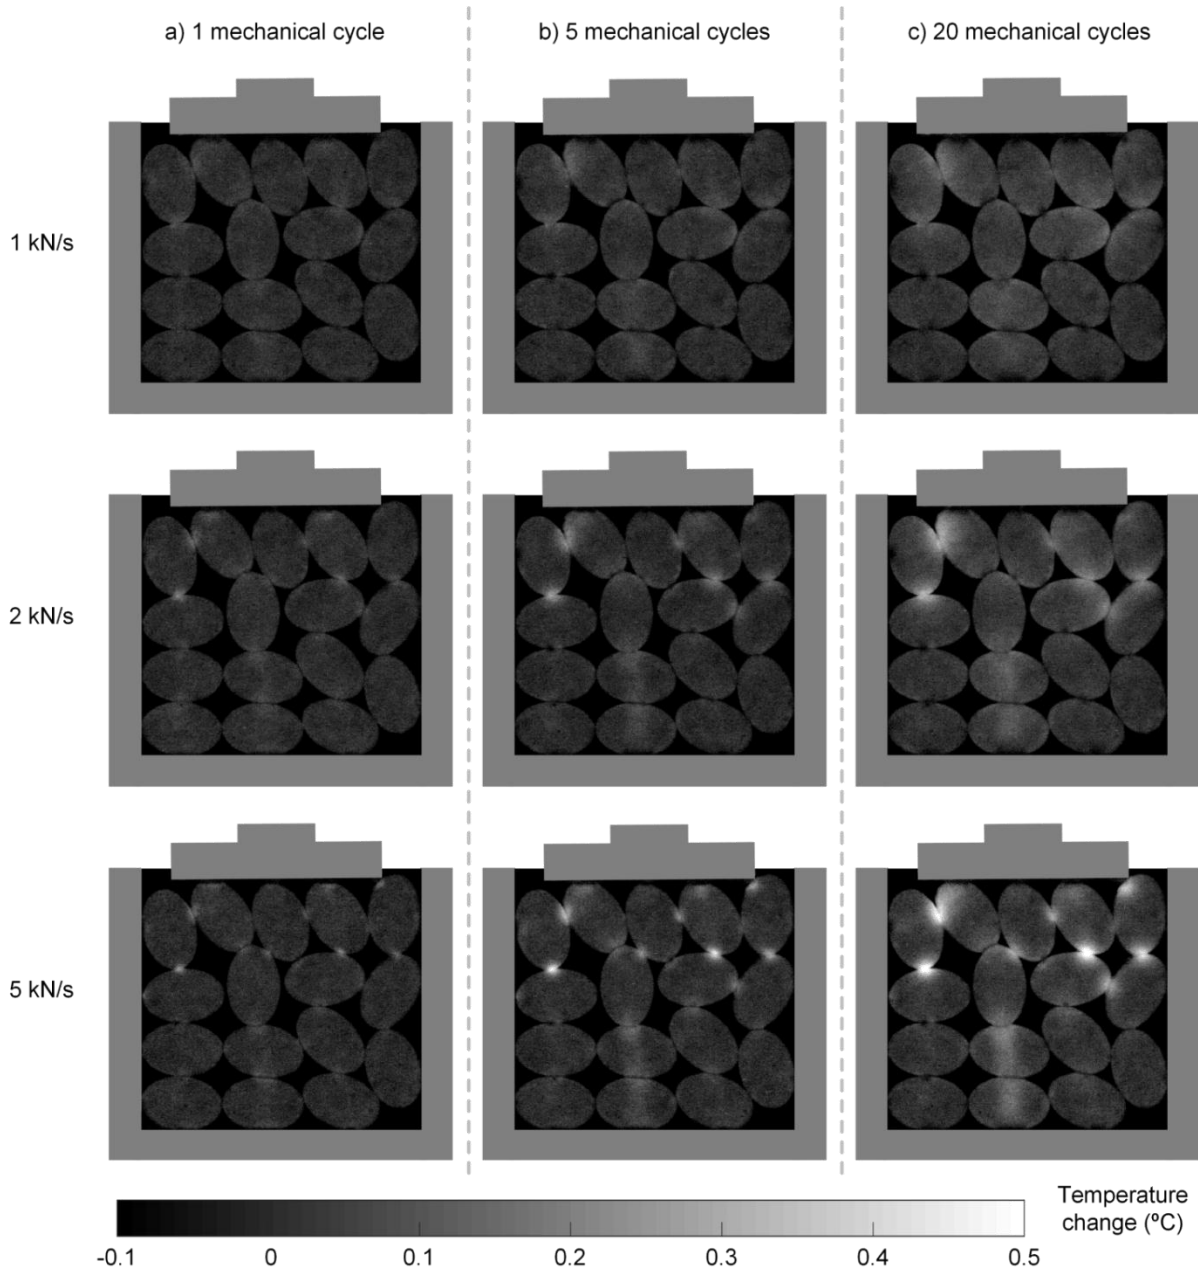 a) 1 mechanical cycle
b) 5 mechanical cycles
c) 20 mechanical cycles
1 kN/s
2 kN/s
5 kN/s
Temperature
change (ºC)
-0.1 0 0.1 0.2 0.3 0.4 0.5